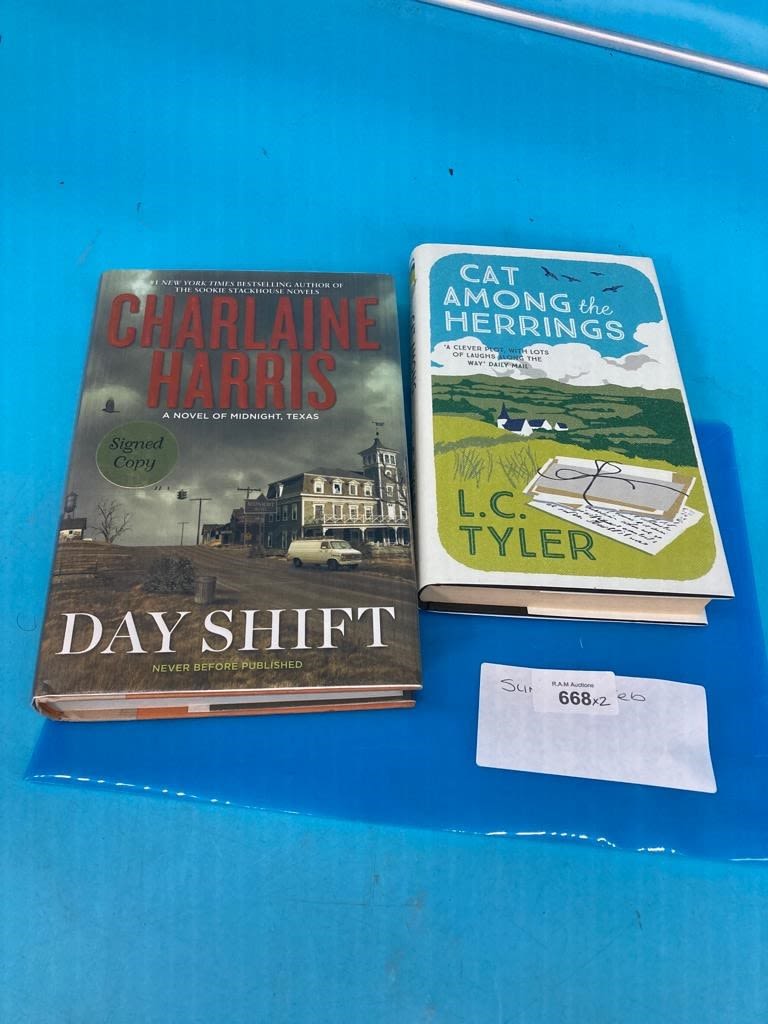 #1 NEW YORK TIMES BESTSELLING AUTHOR OF
THE SOOKIE STACKHOUSE NOVELS
CHARLAINE
HARRIS
A NOVEL OF MIDNIGHT, TEXAS
Signed
Copy
DAY SHIFT
NEVER BEFORE PUBLISHED
CAT
AMONG the
HERRINGS
'A CLEVER PLOT, WITH LOTS
OF LAUGHS ALONG THE
WAY' DAILY MAIL
L.C.
TYLER
R.A.M Auctions
668x2